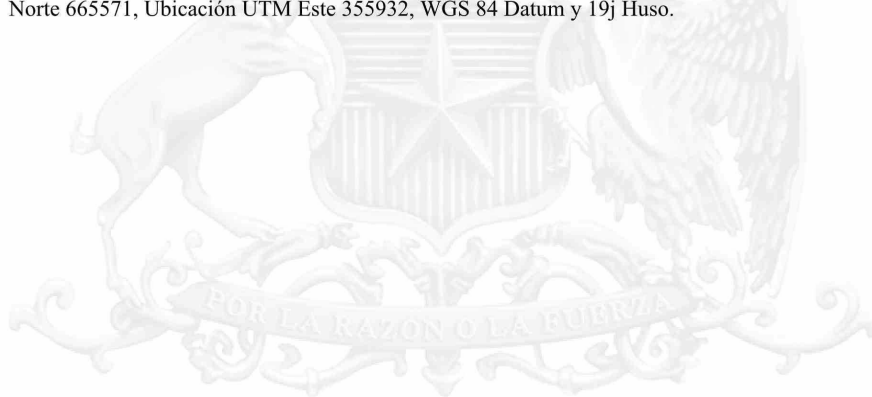 Norte 665571, Ubicación UTM Este 355932, WGS 84 Datum y 19j Huso.
POR LA RAZON O LA FUERZA